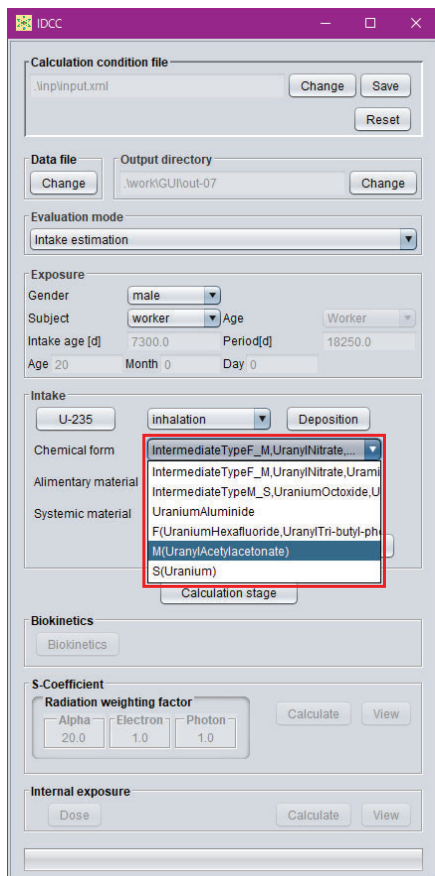 IDCC
Calculation condition file
.\inp\input.xml
Change
Save
Reset
Data file
Output directory
Change
.\work\GUI\out-07
Change
Evaluation mode
Intake estimation
Exposure
Gender
male
Subject
worker
Age
Worker
Intake age [d]
7300.0
Period[d]
18250.0
Age 20
Month 0
Day 0
Intake
U-235
inhalation
Deposition
Chemical form
IntermediateTypeF_M,UranylNitrate,...
IntermediateTypeF_M,UranylNitrate,Urami
Alimentary material
IntermediateTypeM_S,UraniumOctoxide,U
UraniumAluminide
Systemic material
F(UraniumHexafluoride,UranylTri-butyl-pho
M(UranylAcetylacetonate)
S(Uranium)
Calculation stage
Biokinetics
Biokinetics
S-Coefficient
Radiation weighting factor
Alpha
Electron
Photon
20.0
1.0
1.0
Calculate
View
Internal exposure
Dose
Calculate
View